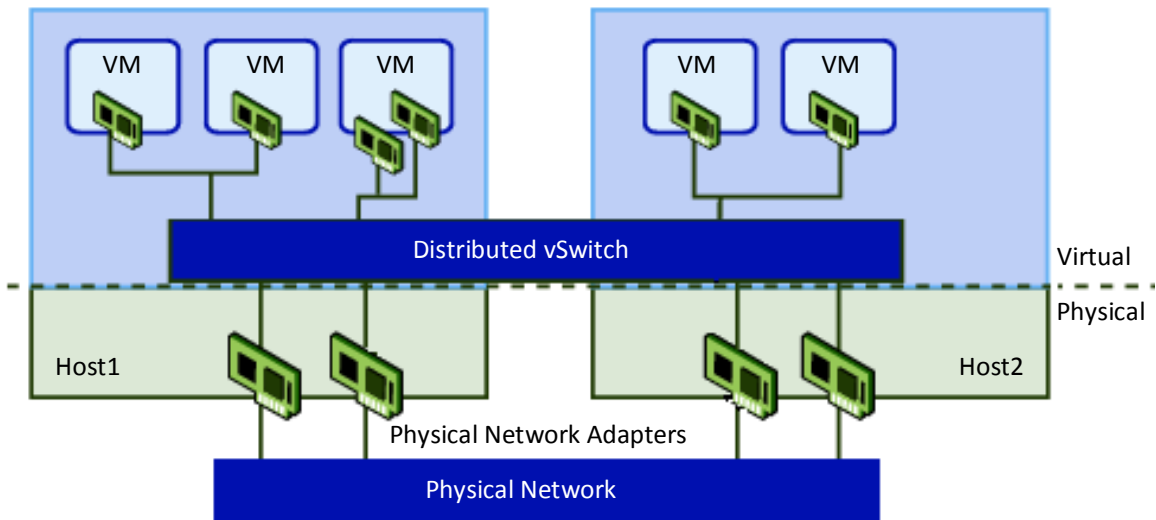 VM
VM
VM
VM
VM
Distributed vSwitch
Virtual
Physical
Host1
Host2
Physical Network Adapters
Physical Network